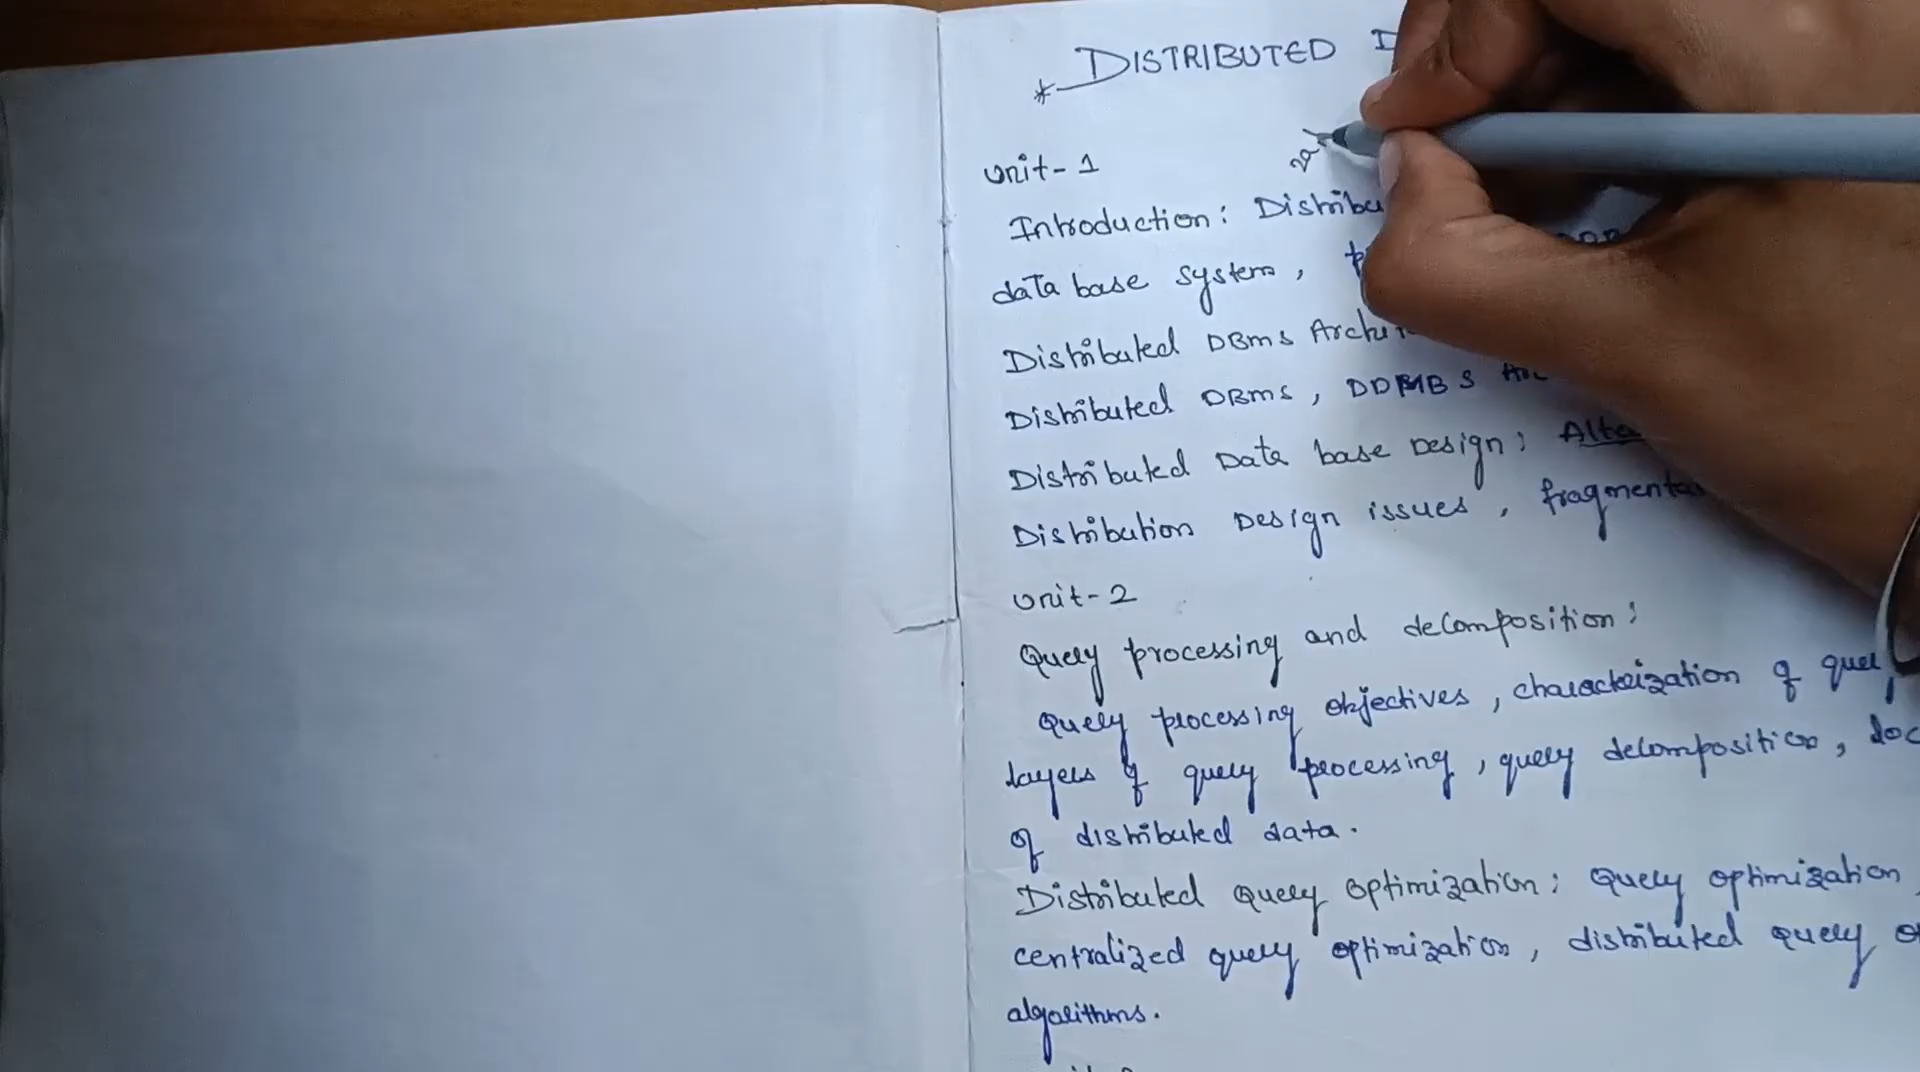 * DISTRIBUTED
Unit-1
Introduction: Distribu
data base system,
Distributed DBMS Archi
Distributed DBMS, DDMBS
Distributed Data base Design: Alte
Distribution Design issues, fragmenta
Unit-2
Query processing and decomposition:
Query processing objectives, characterization of quer
layers of query processing, query decomposition, loc
of distributed data.
Distributed query optimization: Query optimization,
centralized query optimization, distributed query o
algorithms.